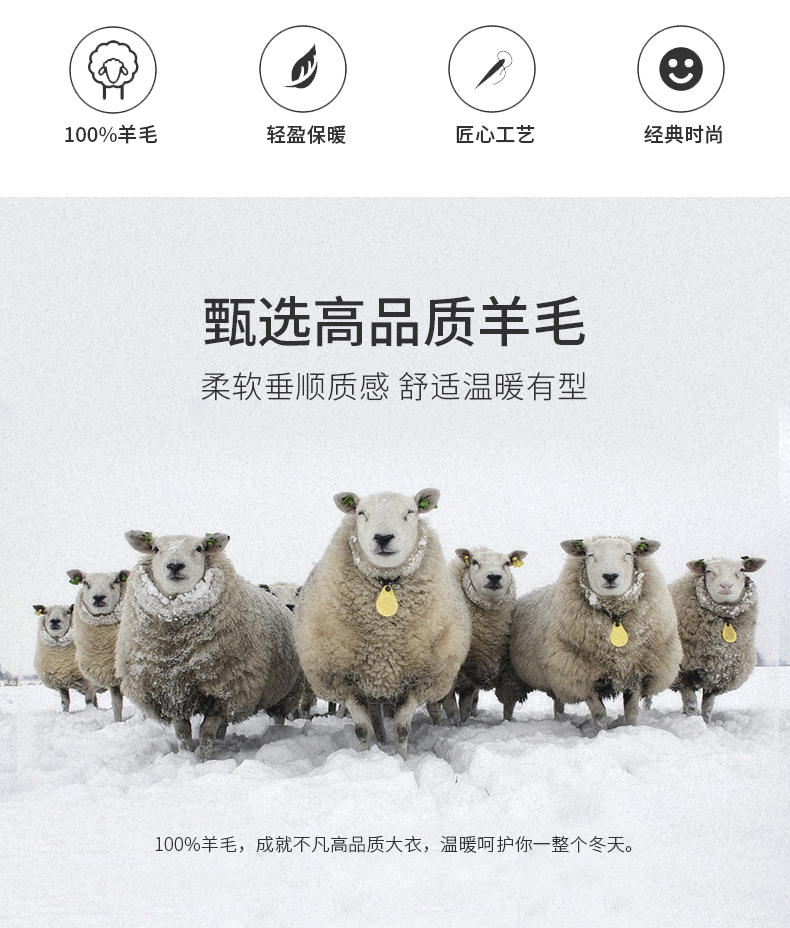 100%羊毛 轻盈保暖 匠心工艺 经典时尚
甄选高品质羊毛
柔软垂顺质感 舒适温暖有型
100%羊毛，成就不凡高品质大衣，温暖呵护你一整个冬天。